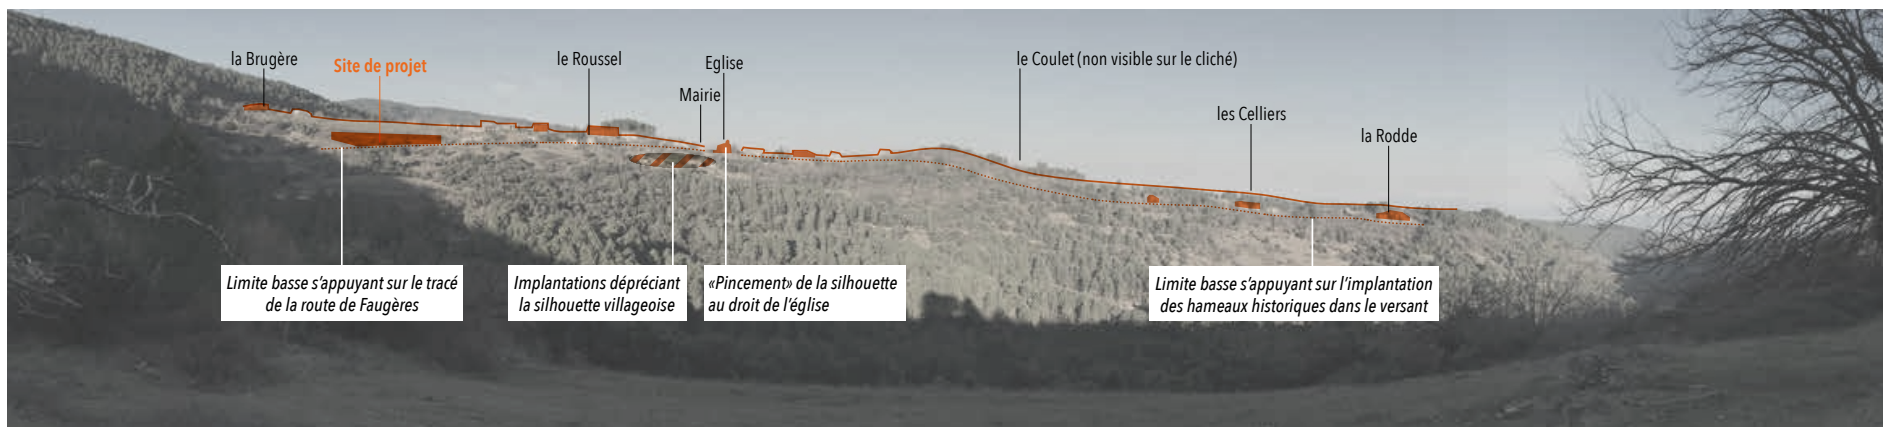 la Brugère
Site de projet
le Roussel
Eglise
Mairie
le Coulet (non visible sur le cliché)
les Celliers
la Rodde
Limite basse s’appuyant sur le tracé
de la route de Faugères
Implantations dépréciant
la silhouette villageoise
«Pincement» de la silhouette
au droit de l’église
Limite basse s’appuyant sur l’implantation
des hameaux historiques dans le versant